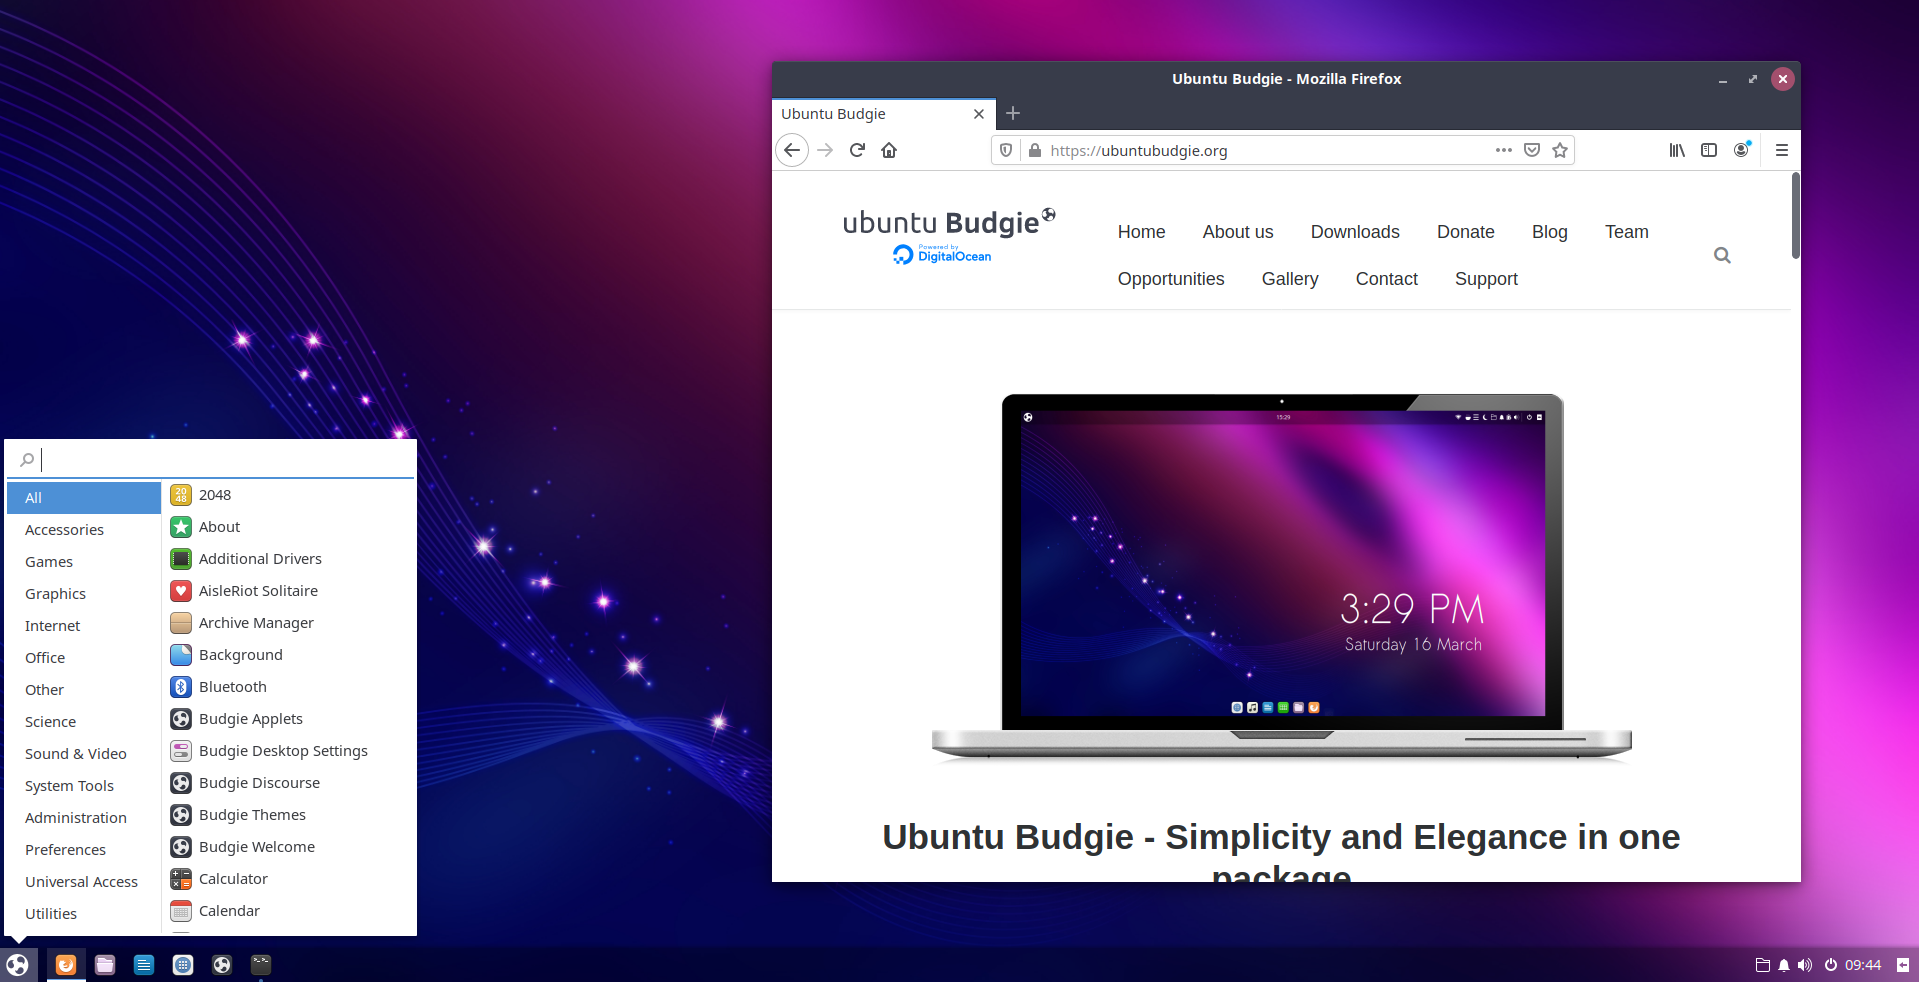 Ubuntu Budgie - Mozilla Firefox
Ubuntu Budgie
https://ubuntubudgie.org
ubuntu Budgie
Powered by
DigitalOcean
Home About us Downloads Donate Blog Team
Opportunities Gallery Contact Support
15:29
3:29 PM
Saturday 16 March
Ubuntu Budgie - Simplicity and Elegance in one
package
All
Accessories
Games
Graphics
Internet
Office
Other
Science
Sound & Video
System Tools
Administration
Preferences
Universal Access
Utilities
20
48
2048
About
Additional Drivers
AisleRiot Solitaire
Archive Manager
Background
Bluetooth
Budgie Applets
Budgie Desktop Settings
Budgie Discourse
Budgie Themes
Budgie Welcome
Calculator
Calendar
09:44